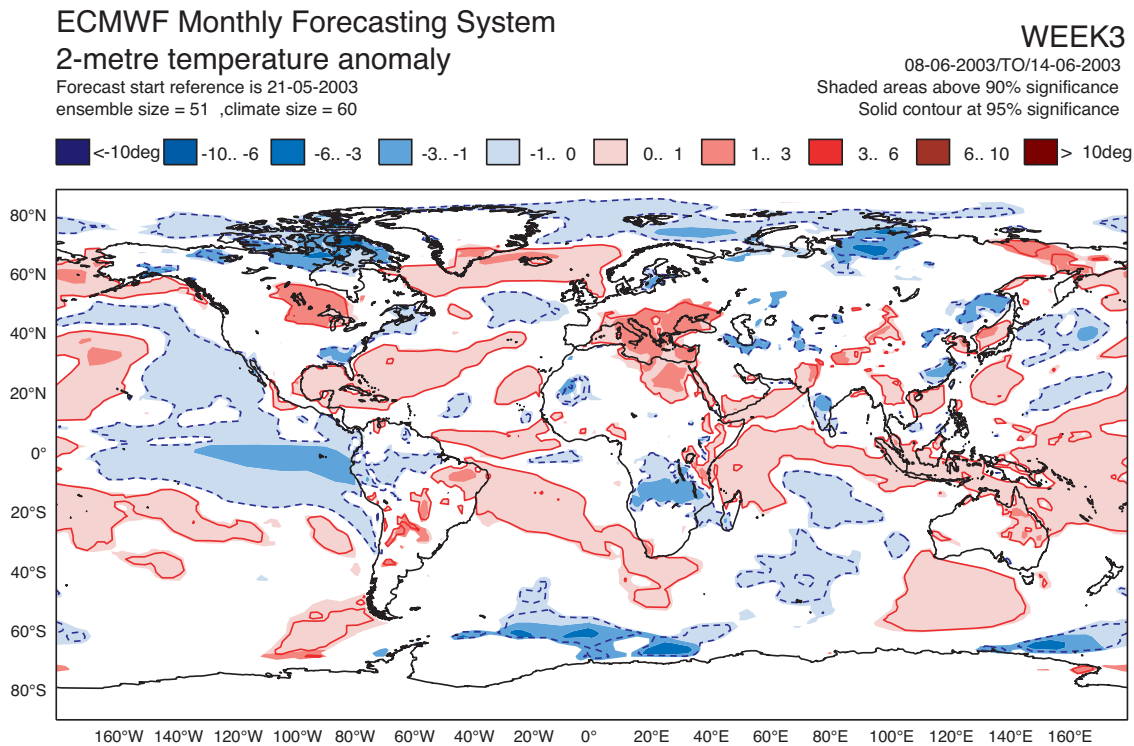 ECMWF Monthly Forecasting System
2-metre temperature anomaly
Forecast start reference is 21-05-2003
ensemble size = 51 ,climate size = 60
WEEK3
08-06-2003/TO/14-06-2003
Shaded areas above 90% significance
Solid contour at 95% significance
<-10deg -10.. -6 -6.. -3 -3.. -1 -1.. 0 0.. 1 1.. 3 3.. 6 6.. 10 > 10deg
80°N
60°N
40°N
20°N
0°
20°S
40°S
60°S
80°S
160°W 140°W 120°W 100°W 80°W 60°W 40°W 20°W 0° 20°E 40°E 60°E 80°E 100°E 120°E 140°E 160°E